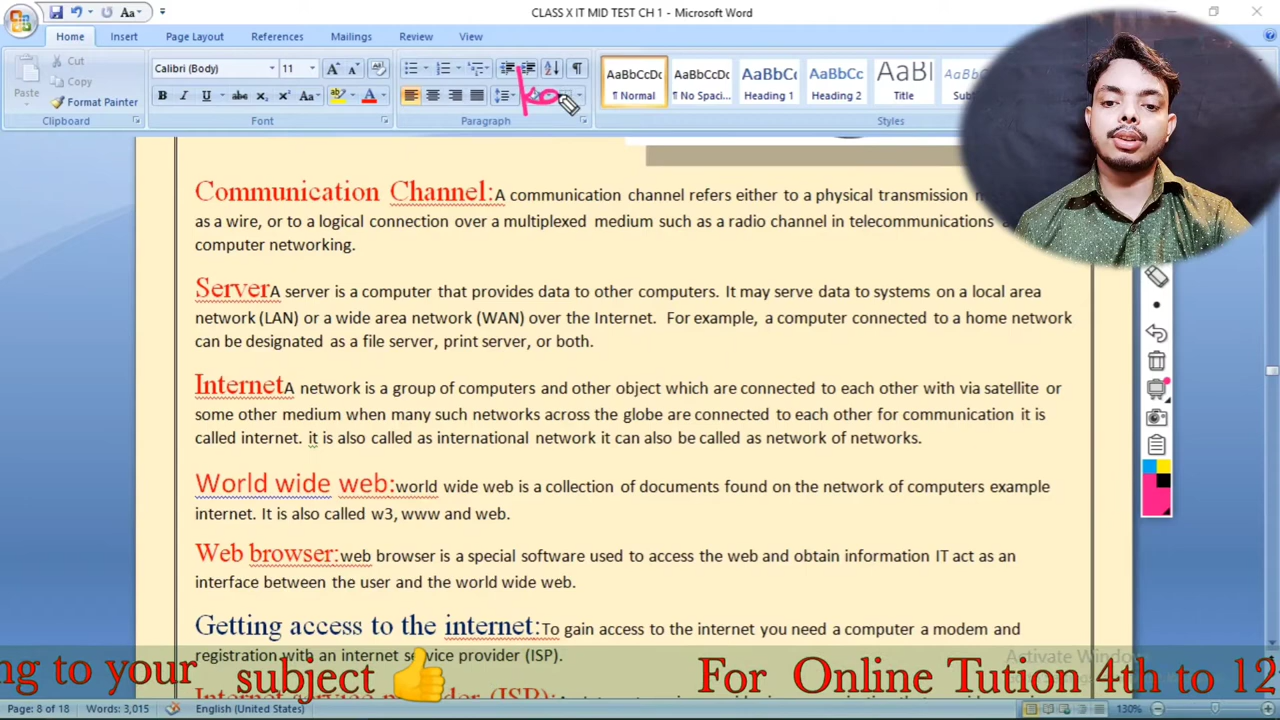 CLASS X IT MID TEST CH 1 - Microsoft Word
Home Insert Page Layout References Mailings Review View
Paste
Cut
Copy
Format Painter
Clipboard
Calibri (Body) 11
Font
Paragraph
AaBbCcDc AaBbCcDc AaBbCc AaBbCc AaBl AaBbCc
¶ Normal ¶ No Spaci... Heading 1 Heading 2 Title
Styles
Communication Channel:A communication channel refers either to a physical transmission
as a wire, or to a logical connection over a multiplexed medium such as a radio channel in telecommunications
computer networking.
ServerA server is a computer that provides data to other computers. It may serve data to systems on a local area
network (LAN) or a wide area network (WAN) over the Internet. For example, a computer connected to a home network
can be designated as a file server, print server, or both.
InternetA network is a group of computers and other object which are connected to each other with via satellite or
some other medium when many such networks across the globe are connected to each other for communication it is
called internet. it is also called as international network it can also be called as network of networks.
World wide web:world wide web is a collection of documents found on the network of computers example
internet. It is also called w3, www and web.
Web browser:web browser is a special software used to access the web and obtain information IT act as an
interface between the user and the world wide web.
Getting access to the internet:To gain access to the internet you need a computer a modem and
registration with an internet service provider (ISP).
ng to your subject 👍 For Online Tution 4th to 12
Internet service provider (ISP):
Page: 8 of 18 Words: 3,015 English (United States) 130%